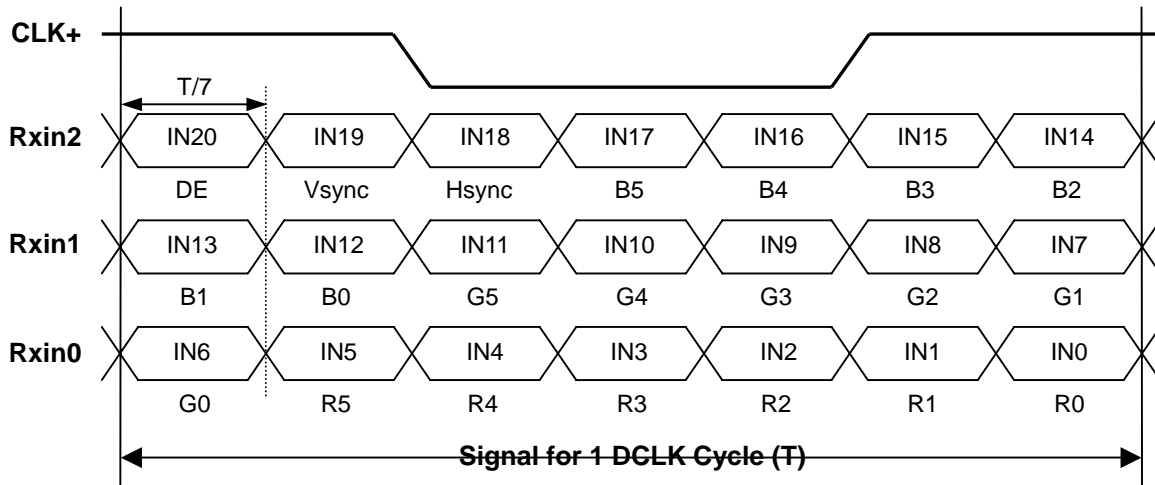 CLK+
T/7
Rxin2 IN20 IN19 IN18 IN17 IN16 IN15 IN14
DE Vsync Hsync B5 B4 B3 B2
Rxin1 IN13 IN12 IN11 IN10 IN9 IN8 IN7
B1 B0 G5 G4 G3 G2 G1
Rxin0 IN6 IN5 IN4 IN3 IN2 IN1 IN0
G0 R5 R4 R3 R2 R1 R0
Signal for 1 DCLK Cycle (T)